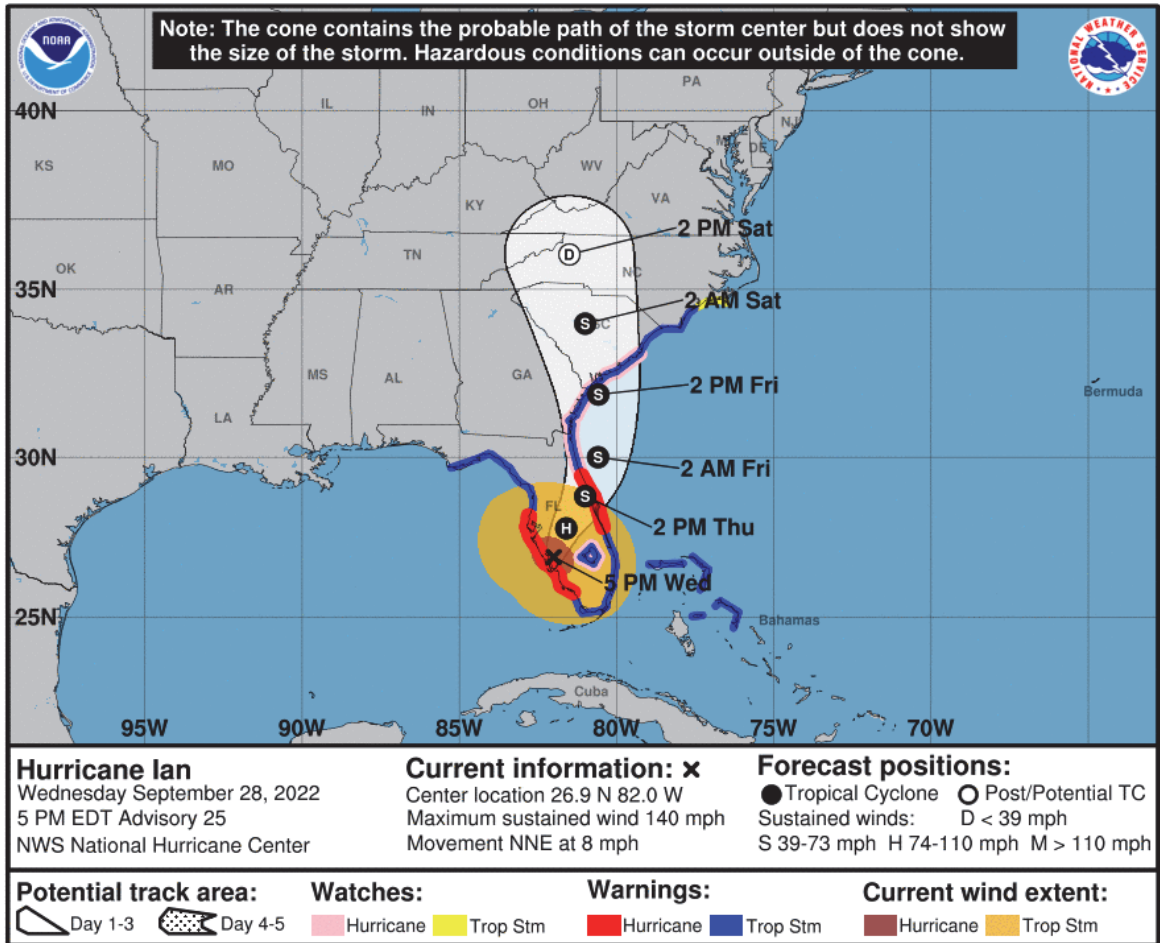 Note: The cone contains the probable path of the storm center but does not show
the size of the storm. Hazardous conditions can occur outside of the cone.
NOAA
NATIONAL WEATHER SERVICE
PA
40N
IL
IN
OH
NJ
DE
KS
MO
WV
VA
KY
2 PM Sat
TN
OK
NC
35N
AR
2 AM Sat
SC
D
S
MS
AL
GA
2 PM Fri
S
Bermuda
LA
30N
2 AM Fri
S
FL
S
2 PM Thu
H
5 PM Wed
25N
Bahamas
Cuba
95W
90W
85W
80W
75W
70W
Hurricane Ian
Wednesday September 28, 2022
5 PM EDT Advisory 25
NWS National Hurricane Center
Current information: ×
Center location 26.9 N 82.0 W
Maximum sustained wind 140 mph
Movement NNE at 8 mph
Forecast positions:
● Tropical Cyclone ○ Post/Potential TC
Sustained winds: D < 39 mph
S 39-73 mph H 74-110 mph M > 110 mph
Potential track area:
Day 1-3 Day 4-5
Watches:
Hurricane Trop Stm
Warnings:
Hurricane Trop Stm
Current wind extent:
Hurricane Trop Stm